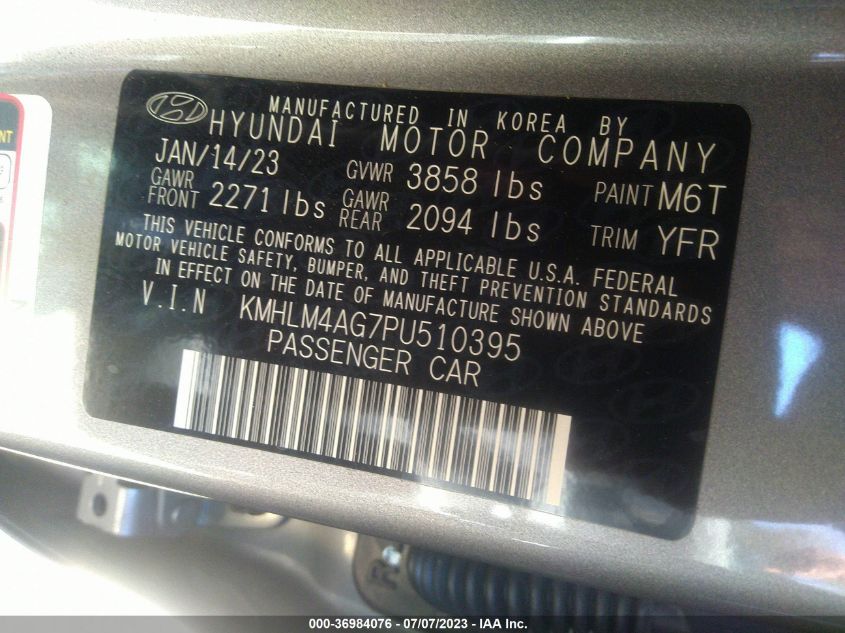 MANUFACTURED IN KOREA BY
HYUNDAI MOTOR COMPANY
JAN/14/23 GVWR 3858 lbs PAINT M6T
GAWR FRONT 2271 lbs GAWR REAR 2094 lbs TRIM YFR
THIS VEHICLE CONFORMS TO ALL APPLICABLE U.S.A. FEDERAL
MOTOR VEHICLE SAFETY, BUMPER, AND THEFT PREVENTION STANDARDS
IN EFFECT ON THE DATE OF MANUFACTURE SHOWN ABOVE
V.I.N KMHLM4AG7PU510395
PASSENGER CAR
000-36984076 / 07/07/2023 - IAA Inc.